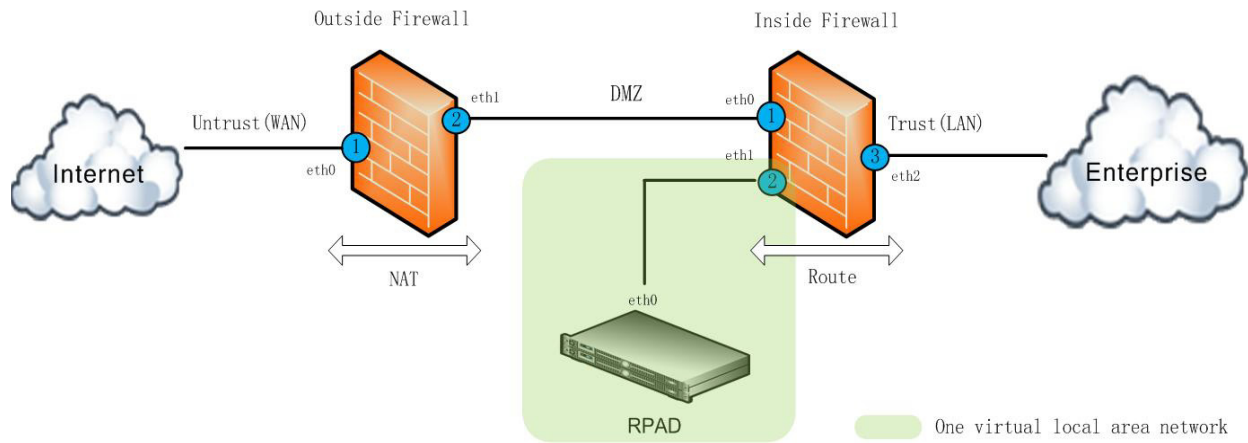 Outside Firewall
Inside Firewall
eth1
DMZ
eth0
Untrust(WAN)
1
2
1
Trust(LAN)
eth0
eth1
2
3
eth2
Internet
Enterprise
NAT
Route
eth0
RPAD
One virtual local area network